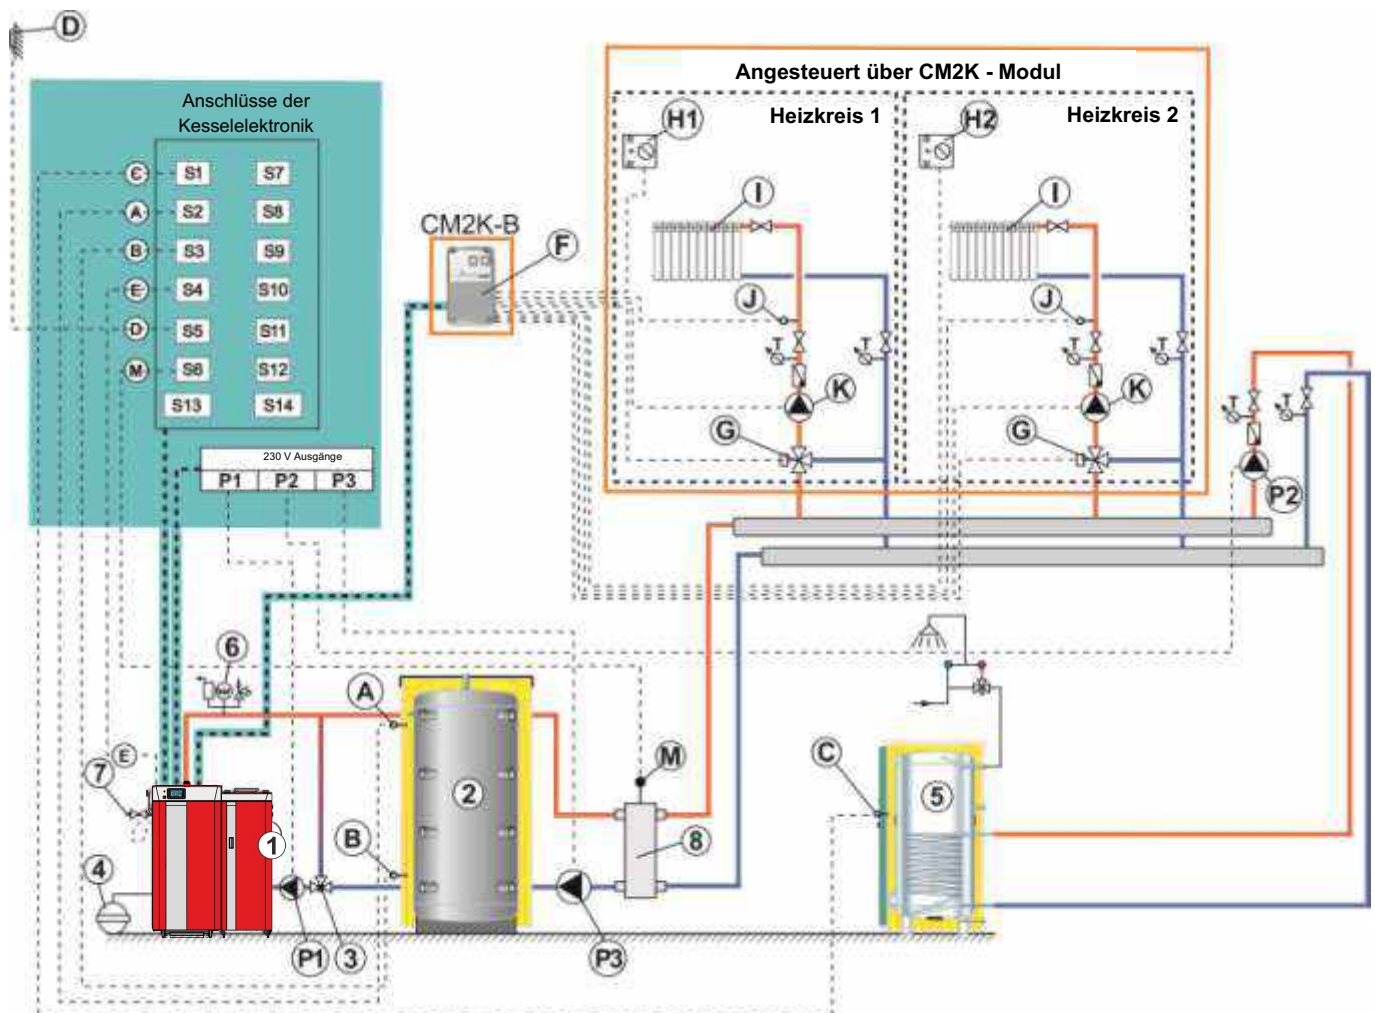 D
Angesteuert über CM2K - Modul
Anschlüsse der
Kesselelektronik
H1
Heizkreis 1
H2
Heizkreis 2
C
S1
S7
A
S2
S8
B
S3
S9
E
S4
S10
D
S5
S11
M
S6
S12
S13
S14
CM2K-B
F
I
I
J
J
T
T
T
T
K
K
G
G
T
T
P2
230 V Ausgänge
P1
P2
P3
6
A
E
7
2
M
C
5
1
B
8
4
P1
3
P3